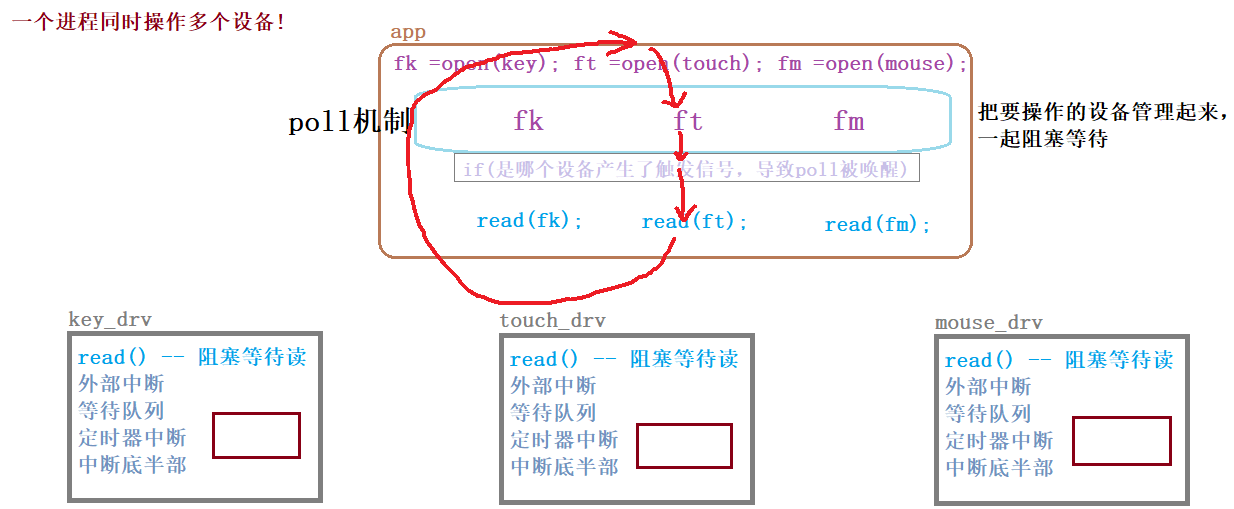 一个进程同时操作多个设备!
app
fk =open(key); ft =open(touch); fm =open(mouse);
poll机制
fk ft fm
把要操作的设备管理起来，
一起阻塞等待
if(是哪个设备产生了触发信号，导致poll被唤醒)
read(fk); read(ft); read(fm);
key_drv
read() -- 阻塞等待读
外部中断
等待队列
定时器中断
中断底半部
touch_drv
read() -- 阻塞等待读
外部中断
等待队列
定时器中断
中断底半部
mouse_drv
read() -- 阻塞等待读
外部中断
等待队列
定时器中断
中断底半部